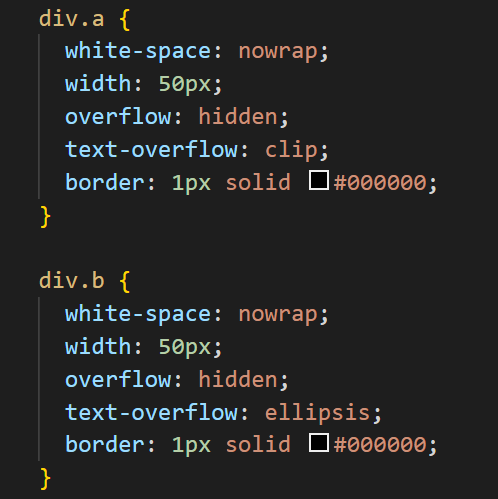 div.a {
  white-space: nowrap;
  width: 50px;
  overflow: hidden;
  text-overflow: clip;
  border: 1px solid #000000;
}

div.b {
  white-space: nowrap;
  width: 50px;
  overflow: hidden;
  text-overflow: ellipsis;
  border: 1px solid #000000;
}